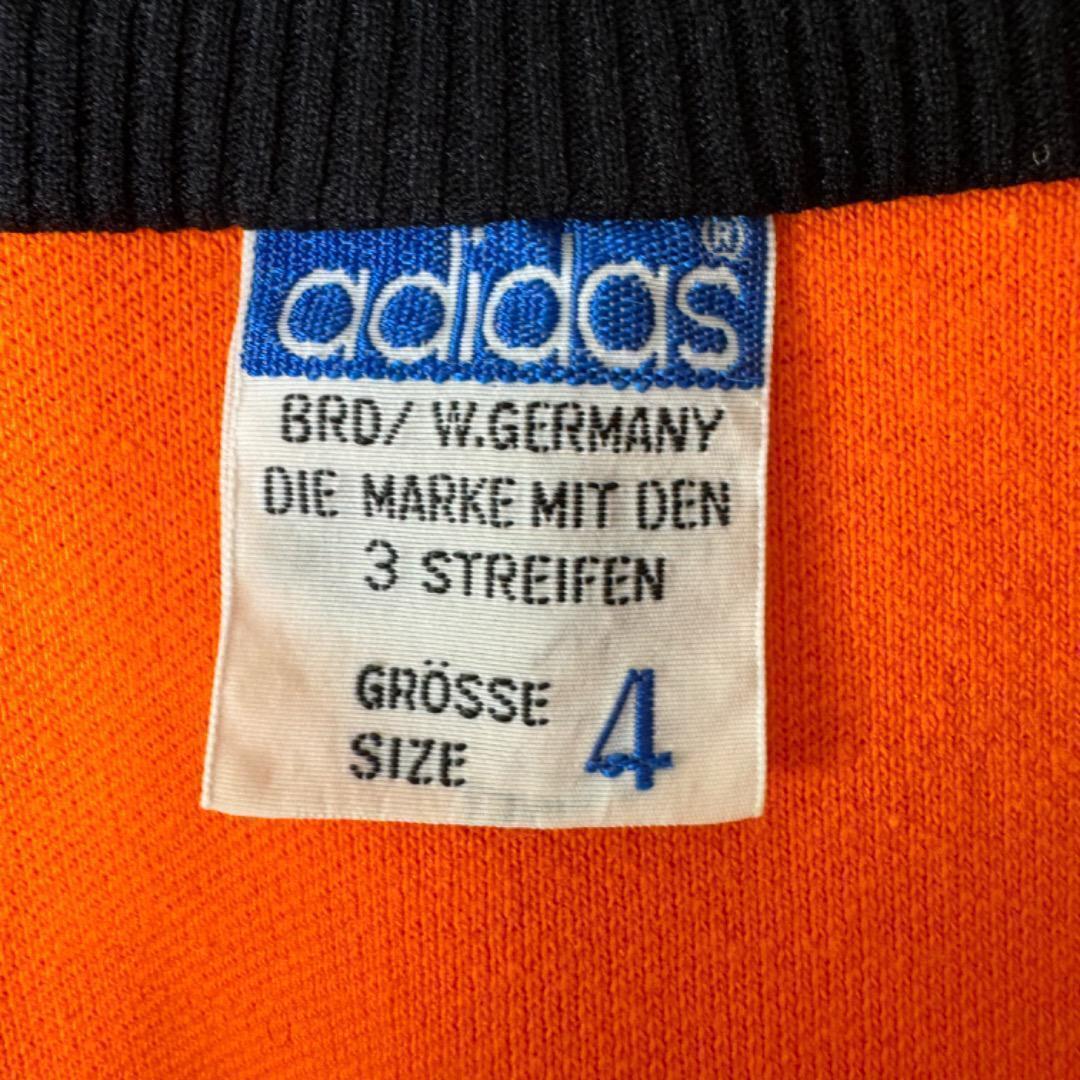 adidas®
BRD/ W.GERMANY
DIE MARKE MIT DEN
3 STREIFEN
GRÖSSE
SIZE 4